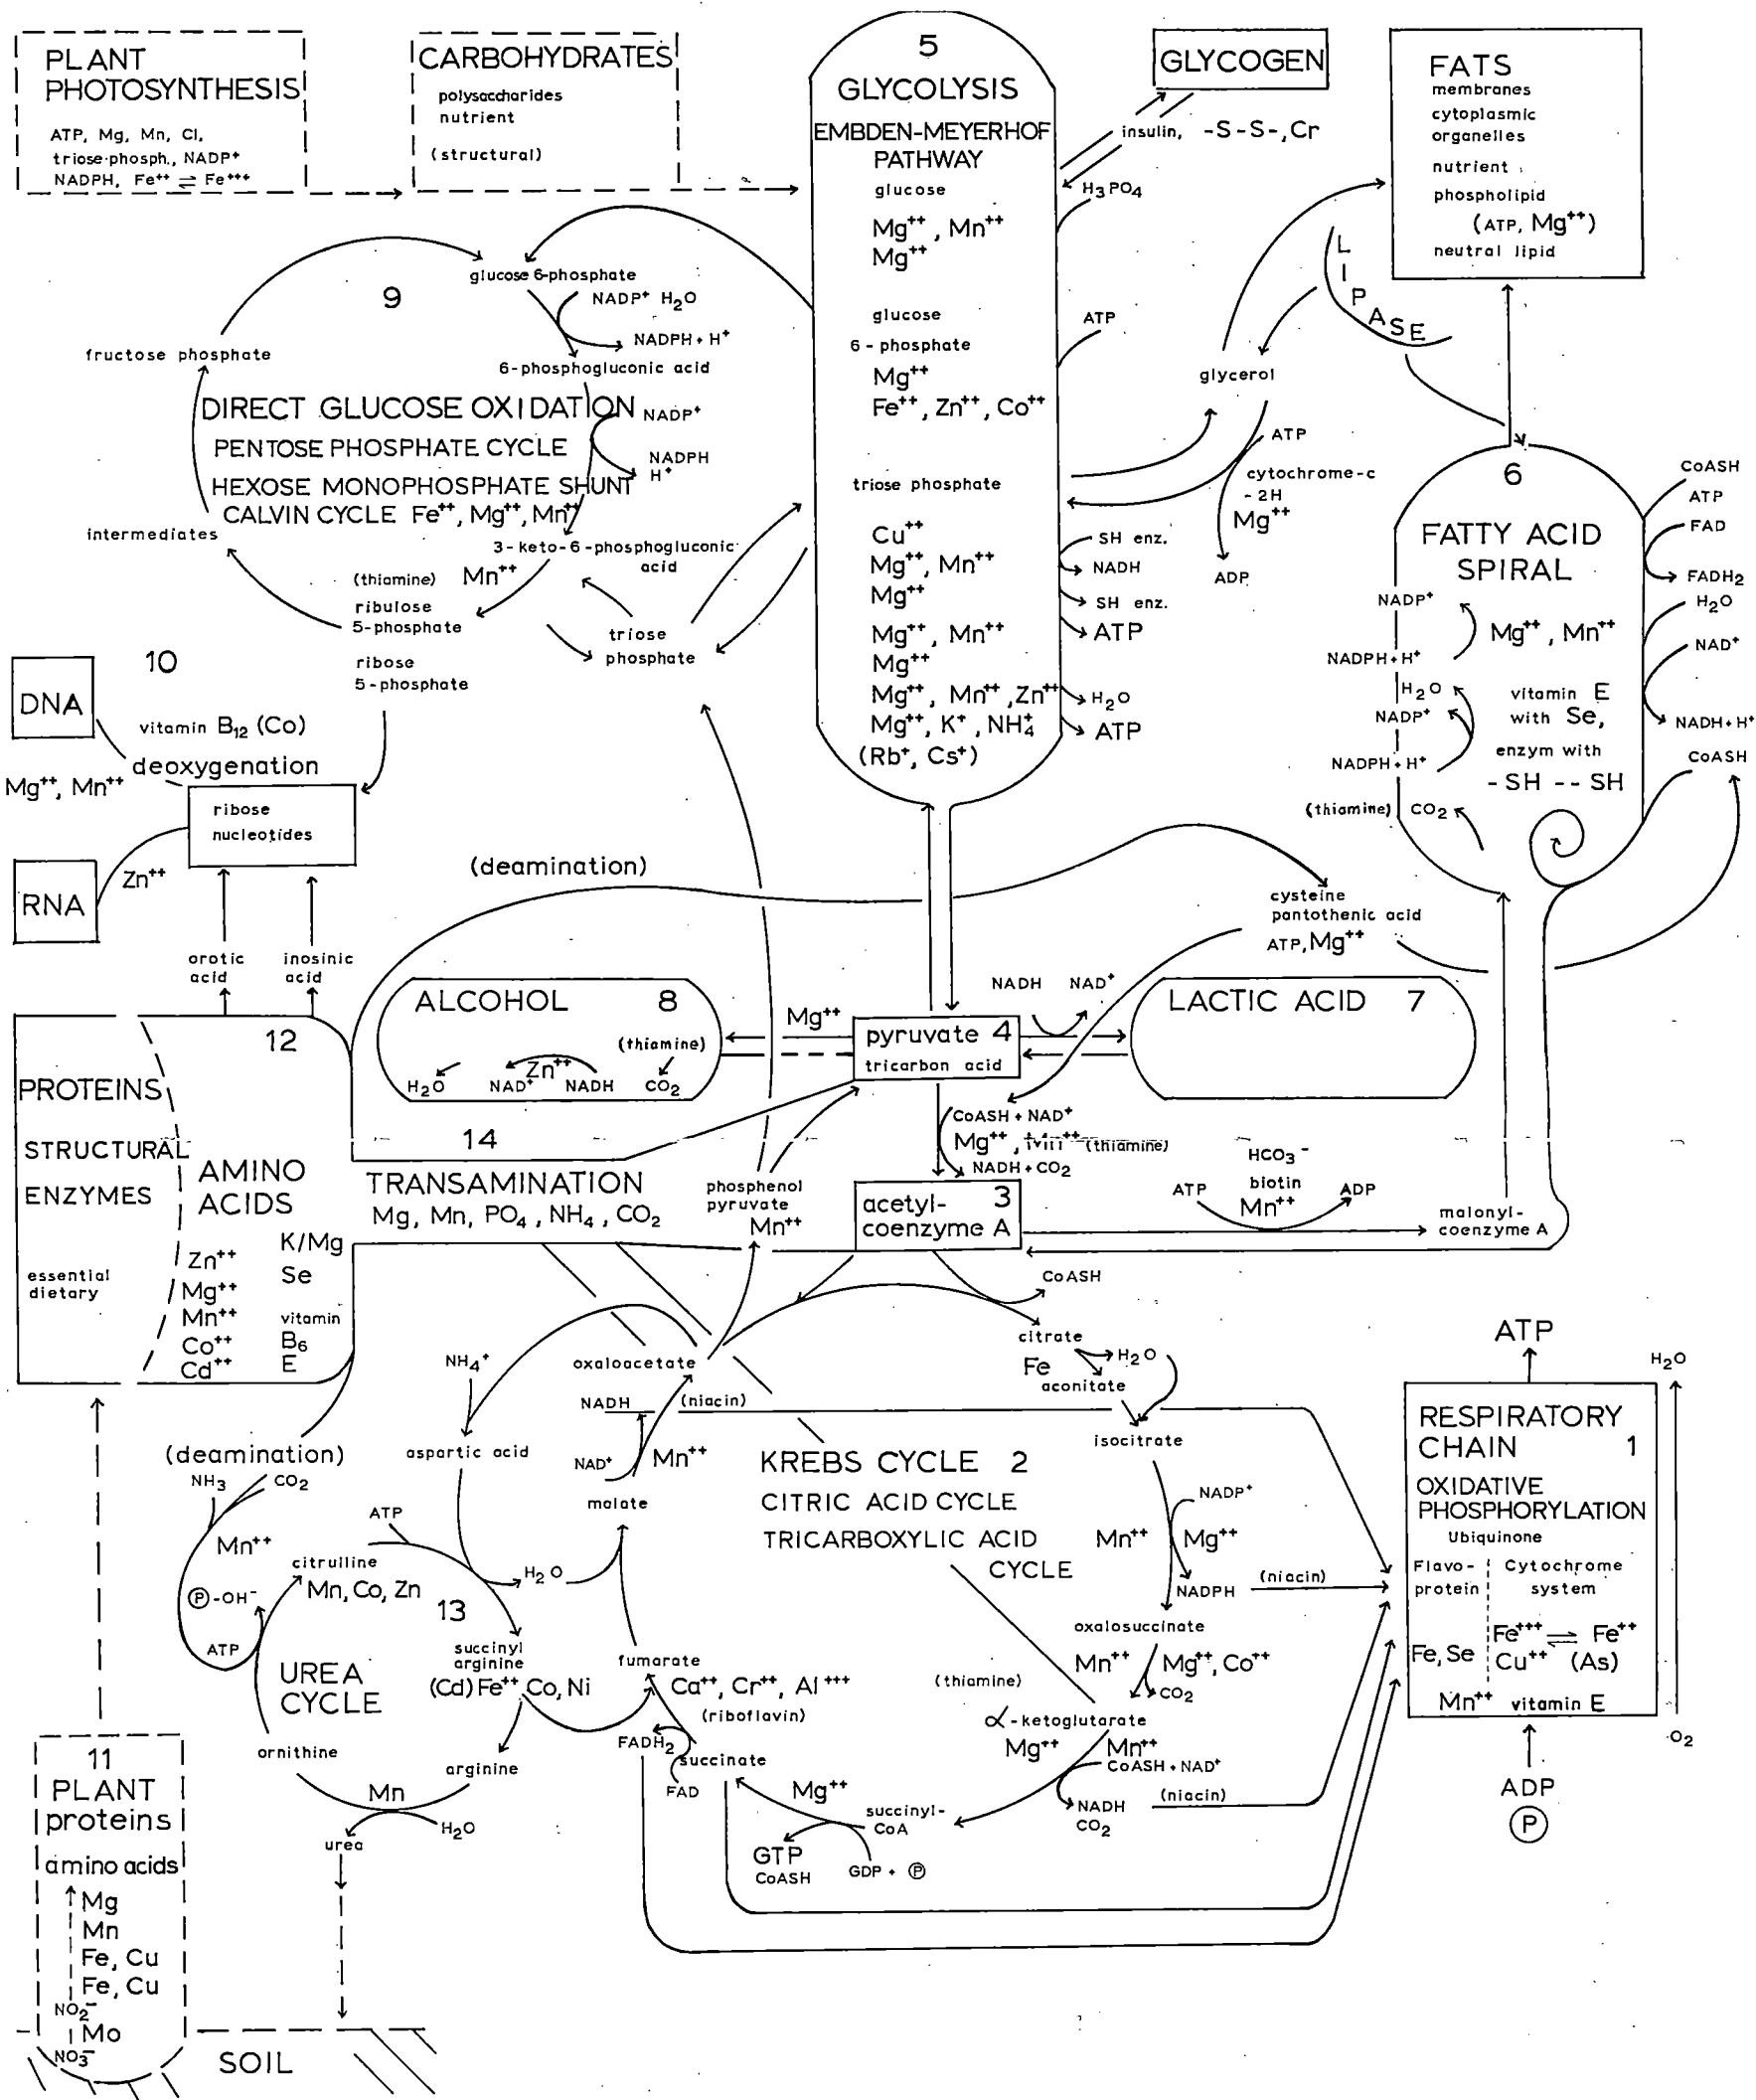 PLANT
PHOTOSYNTHESIS
ATP, Mg, Mn, Cl,
triose-phosph., NADP⁺
NADPH, Fe⁺⁺ ⇌ Fe⁺⁺⁺
CARBOHYDRATES
polysaccharides
nutrient
(structural)
5
GLYCOLYSIS
EMBDEN-MEYERHOF
PATHWAY
glucose
Mg⁺⁺, Mn⁺⁺
Mg⁺⁺
glucose
6-phosphate
Mg⁺⁺
Fe⁺⁺, Zn⁺⁺, Co⁺⁺
triose phosphate
Cu⁺⁺
Mg⁺⁺, Mn⁺⁺
Mg⁺⁺
Mg⁺⁺, Mn⁺⁺
Mg⁺⁺
Mg⁺⁺, Mn⁺⁺, Zn⁺⁺
Mg⁺⁺, K⁺, NH₄⁺
(Rb⁺, Cs⁺)
GLYCOGEN
insulin, -S-S-, Cr
H₃PO₄
ATP
SH enz.
NADH
SH enz.
ATP
H₂O
ATP
FATS
membranes
cytoplasmic
organelles
nutrient
phospholipid
(ATP, Mg⁺⁺)
neutral lipid
LIPASE
glycerol
ATP
cytochrome-c
-2H
Mg⁺⁺
ADP
9
glucose 6-phosphate
NADP⁺ H₂O
NADPH + H⁺
fructose phosphate
6-phosphogluconic acid
DIRECT GLUCOSE OXIDATION
NADP⁺
PENTOSE PHOSPHATE CYCLE
NADPH
H⁺
HEXOSE MONOPHOSPHATE SHUNT
CALVIN CYCLE Fe⁺⁺, Mg⁺⁺, Mn⁺⁺
intermediates
3-keto-6-phosphogluconic
acid
(thiamine) Mn⁺⁺
ribulose
5-phosphate
triose
phosphate
ribose
5-phosphate
6
FATTY ACID
SPIRAL
CoASH
ATP
FAD
FADH₂
H₂O
NAD⁺
NADH + H⁺
CoASH
NADP⁺
Mg⁺⁺, Mn⁺⁺
NADPH + H⁺
H₂O
NADP⁺
vitamin E
with Se,
enzym with
-SH -- SH
NADPH + H⁺
(thiamine) CO₂
10
DNA
vitamin B₁₂ (Co)
deoxygenation
Mg⁺⁺, Mn⁺⁺
ribose
nucleotides
RNA
Zn⁺⁺
orotic
acid
inosinic
acid
(deamination)
cysteine
pantothenic acid
ATP, Mg⁺⁺
ALCOHOL 8
(thiamine)
H₂O
NAD⁺
Zn⁺⁺
NADH
CO₂
Mg⁺⁺
pyruvate 4
tricarbon acid
NADH NAD⁺
LACTIC ACID 7
CoASH + NAD⁺
Mg⁺⁺, Mn⁺⁺ (thiamine)
NADH + CO₂
12
PROTEINS
STRUCTURAL
ENZYMES
essential
dietary
AMINO
ACIDS
Zn⁺⁺
Mg⁺⁺
Mn⁺⁺
Co⁺⁺
Cd⁺⁺
K/Mg
Se
vitamin
B₆
E
14
TRANSAMINATION
Mg, Mn, PO₄, NH₄, CO₂
phosphenol
pyruvate
Mn⁺⁺
acetyl- 3
coenzyme A
HCO₃⁻
biotin
ATP
Mn⁺⁺
ADP
malonyl-
coenzyme A
CoASH
citrate
H₂O
Fe
aconitate
isocitrate
oxaloacetate
NH₄⁺
NADH
(niacin)
aspartic acid
NAD⁺
Mn⁺⁺
malate
KREBS CYCLE 2
CITRIC ACID CYCLE
TRICARBOXYLIC ACID
CYCLE
NADP⁺
Mn⁺⁺
Mg⁺⁺
NADPH
(niacin)
oxalosuccinate
Mn⁺⁺
Mg⁺⁺, Co⁺⁺
CO₂
(thiamine)
α-ketoglutarate
Mg⁺⁺
Mn⁺⁺
CoASH + NAD⁺
NADH
CO₂
(niacin)
succinyl-
CoA
Mg⁺⁺
GTP
CoASH
GDP + P
succinate
FAD
FADH₂
fumarate
Ca⁺⁺, Cr⁺⁺, Al⁺⁺⁺
(riboflavin)
(deamination)
NH₃
CO₂
Mn⁺⁺
P-OH⁻
ATP
ATP
citrulline
Mn, Co, Zn
H₂O
13
succinyl
arginine
(Cd) Fe⁺⁺ Co, Ni
UREA
CYCLE
ornithine
arginine
Mn
H₂O
urea
ATP
H₂O
RESPIRATORY
CHAIN 1
OXIDATIVE
PHOSPHORYLATION
Ubiquinone
Flavo-
protein
Cytochrome
system
Fe, Se
Fe⁺⁺⁺ ⇌ Fe⁺⁺
Cu⁺⁺ (As)
Mn⁺⁺ vitamin E
O₂
ADP
P
11
PLANT
proteins
amino acids
Mg
Mn
Fe, Cu
Fe, Cu
NO₂⁻
Mo
NO₃⁻
SOIL